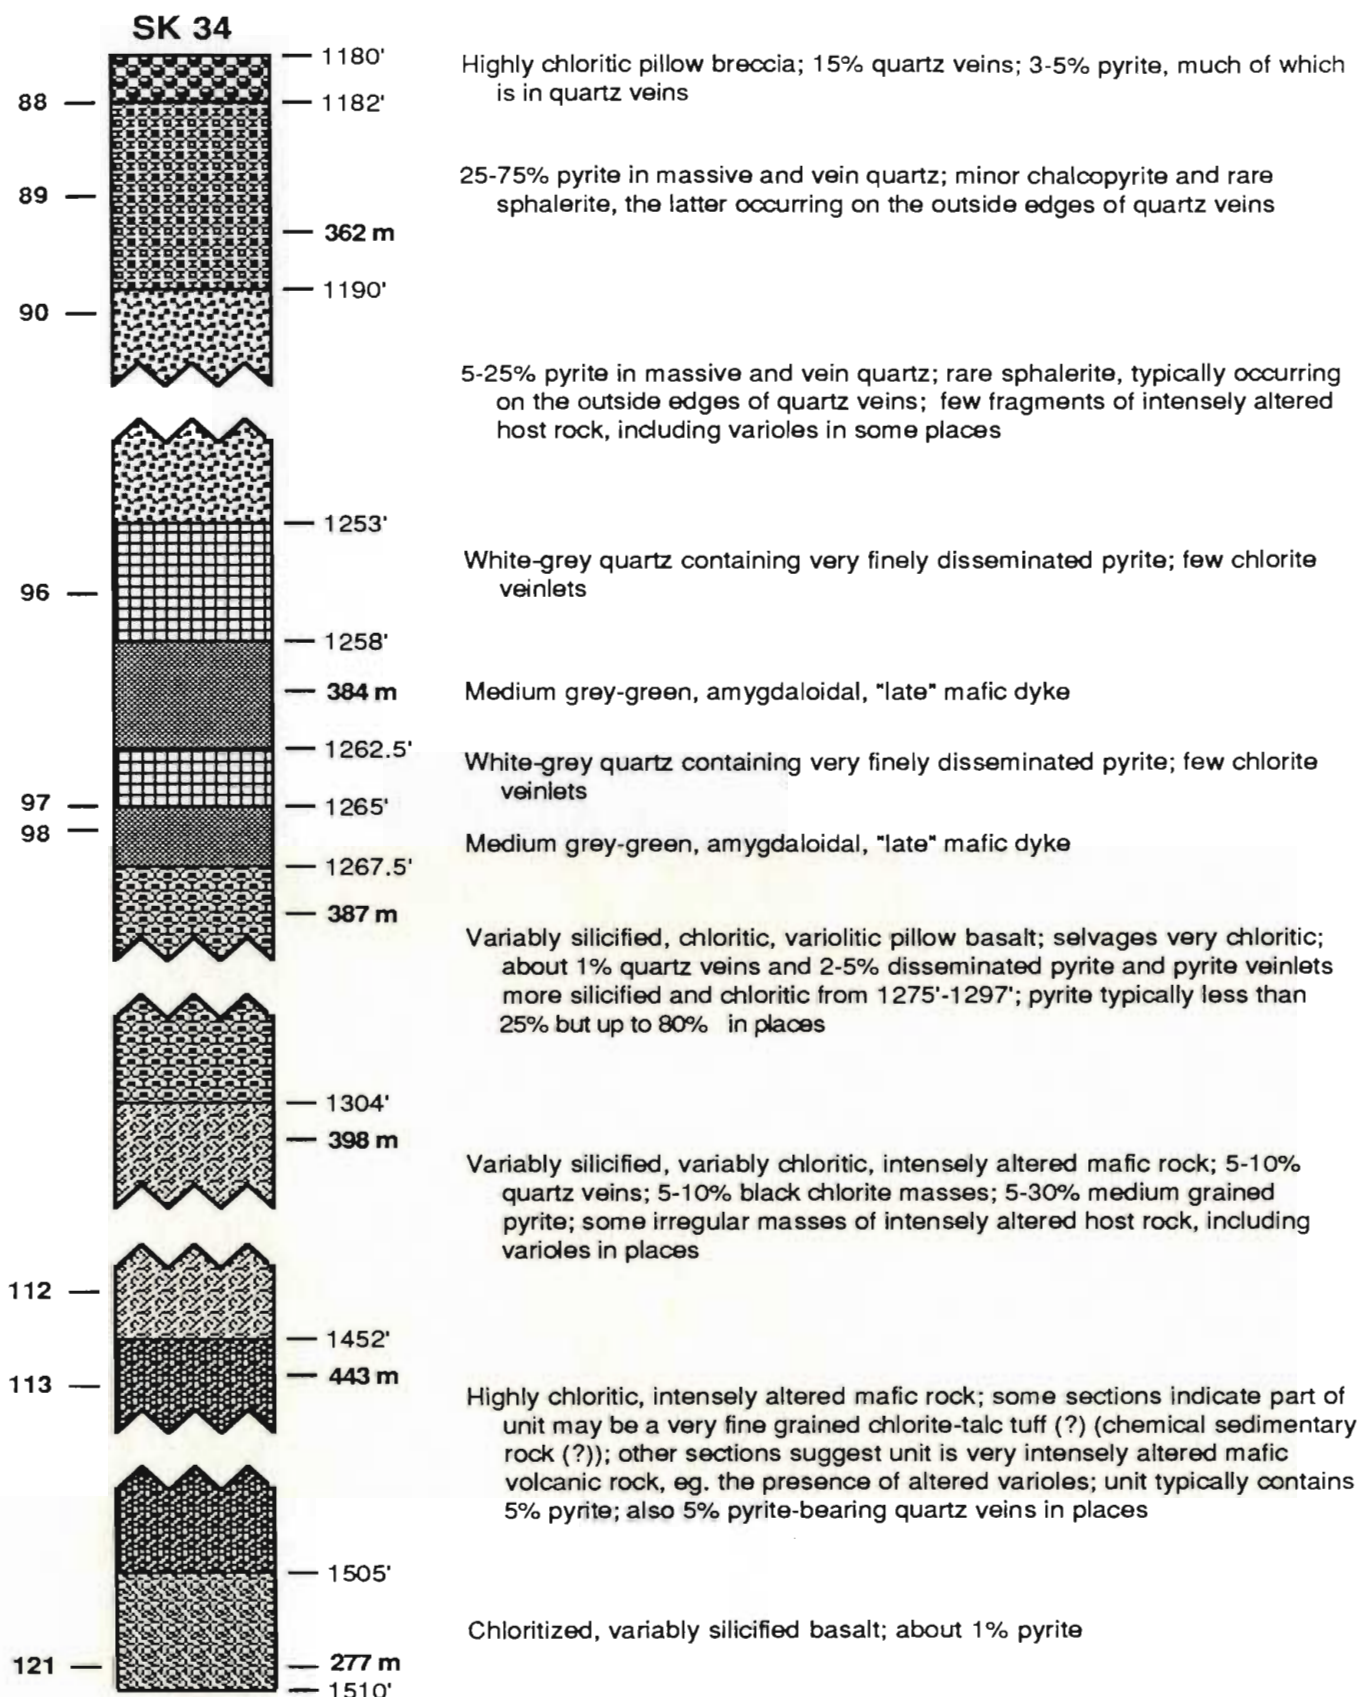 SK 34
1180'
Highly chloritic pillow breccia; 15% quartz veins; 3-5% pyrite, much of which
is in quartz veins
88
1182'
25-75% pyrite in massive and vein quartz; minor chalcopyrite and rare
sphalerite, the latter occurring on the outside edges of quartz veins
89
362 m
1190'
90
5-25% pyrite in massive and vein quartz; rare sphalerite, typically occurring
on the outside edges of quartz veins; few fragments of intensely altered
host rock, including varioles in some places
1253'
White-grey quartz containing very finely disseminated pyrite; few chlorite
veinlets
96
1258'
384 m
Medium grey-green, amygdaloidal, "late" mafic dyke
1262.5'
White-grey quartz containing very finely disseminated pyrite; few chlorite
veinlets
97
1265'
98
Medium grey-green, amygdaloidal, "late" mafic dyke
1267.5'
387 m
Variably silicified, chloritic, variolitic pillow basalt; selvages very chloritic;
about 1% quartz veins and 2-5% disseminated pyrite and pyrite veinlets
more silicified and chloritic from 1275'-1297'; pyrite typically less than
25% but up to 80% in places
1304'
398 m
Variably silicified, variably chloritic, intensely altered mafic rock; 5-10%
quartz veins; 5-10% black chlorite masses; 5-30% medium grained
pyrite; some irregular masses of intensely altered host rock, including
varioles in places
112
1452'
443 m
113
Highly chloritic, intensely altered mafic rock; some sections indicate part of
unit may be a very fine grained chlorite-talc tuff (?) (chemical sedimentary
rock (?)); other sections suggest unit is very intensely altered mafic
volcanic rock, eg. the presence of altered varioles; unit typically contains
5% pyrite; also 5% pyrite-bearing quartz veins in places
1505'
Chloritized, variably silicified basalt; about 1% pyrite
121
277 m
1510'